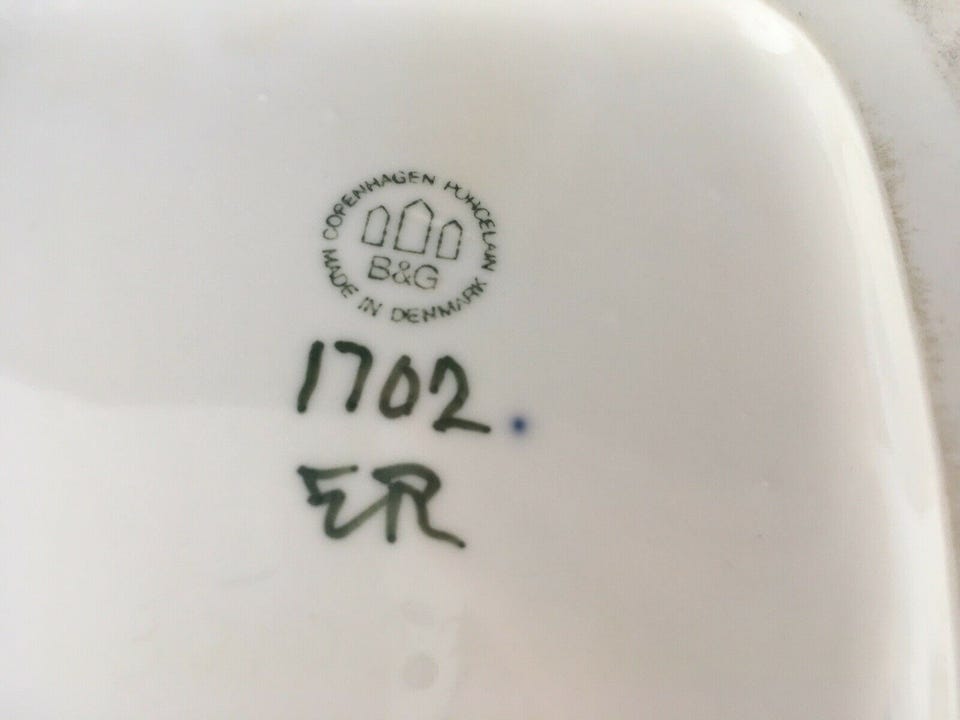 COPENHAGEN PORCELAIN
B&G
MADE IN DENMARK
1702
ER